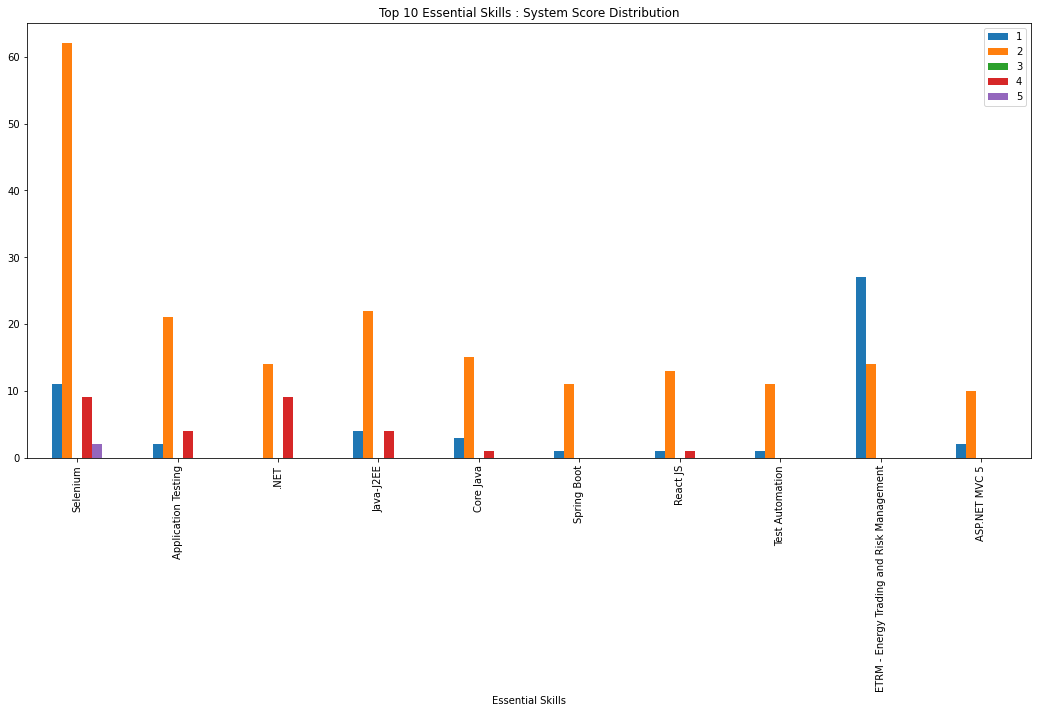 Top 10 Essential Skills : System Score Distribution
1
2
3
4
5
60
50
40
30
20
10
0
Selenium
Application Testing
.NET
Java-J2EE
Core Java
Spring Boot
React JS
Test Automation
ETRM - Energy Trading and Risk Management
ASP.NET MVC 5
Essential Skills